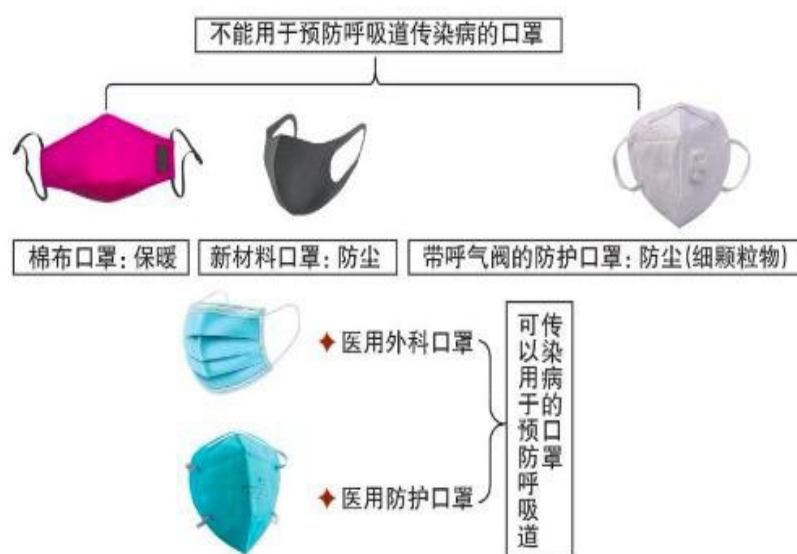 不能用于预防呼吸道传染病的口罩
棉布口罩：保暖
新材料口罩：防尘
带呼气阀的防护口罩：防尘(细颗粒物)
医用外科口罩
医用防护口罩
可以用于预防呼吸道
传染病的口罩